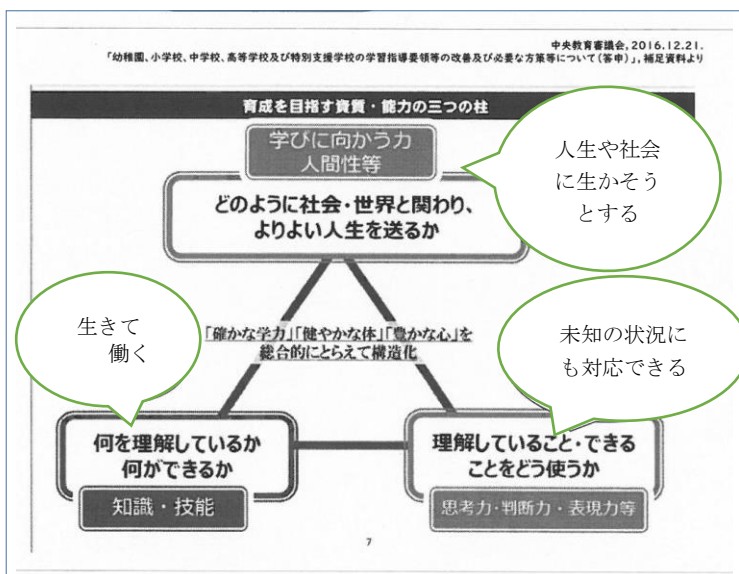 中央教育審議会, 2016.12.21.
「幼稚園、小学校、中学校、高等学校及び特別支援学校の学習指導要領等の改善及び必要な方策等について(答申)」, 補足資料より
育成を目指す資質・能力の三つの柱
学びに向かう力
人間性等
どのように社会・世界と関わり、
よりよい人生を送るか
人生や社会
に生かそう
とする
生きて
働く
「確かな学力」「健やかな体」「豊かな心」を
総合的にとらえて構造化
未知の状況に
も対応できる
何を理解しているか
何ができるか
知識・技能
理解していること・できる
ことをどう使うか
思考力・判断力・表現力等
7